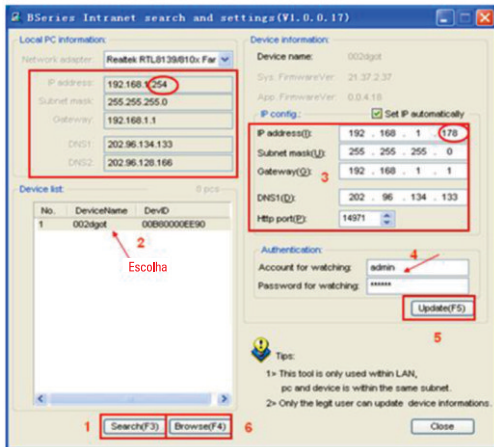 BSeries Intranet search and settings(V1.0.0.17)
Local PC information:
Network adapter: Realtek RTL8139/810x Far
IP address: 192.168.1.254
Subnet mask: 255.255.255.0
Gateway: 192.168.1.1
DNS1: 202.96.134.133
DNS2: 202.96.128.166
Device list: 0 pcs
No. DeviceName DevID
1 002dgot 00B80000EE90
2
Escolha
1 Search(F3) Browse(F4) 6
Device information:
Device name: 002dgot
Sys. FirmwareVer: 21.37.2.37
App. FirmwareVer: 0.0.4.18
IP config.: Set IP automatically
IP address(I): 192 . 168 . 1 . 178
Subnet mask(U): 255 . 255 . 255 . 0
3
Gateway(G): 192 . 168 . 1 . 1
DNS1(D): 202 . 96 . 134 . 133
Http port(P): 14971
Authentication: 4
Account for watching: admin
Password for watching: ******
Update(F5)
5
Tips:
1> This tool is only used within LAN,
pc and device is within the same subnet.
2> Only the legit user can update device informations.
Close